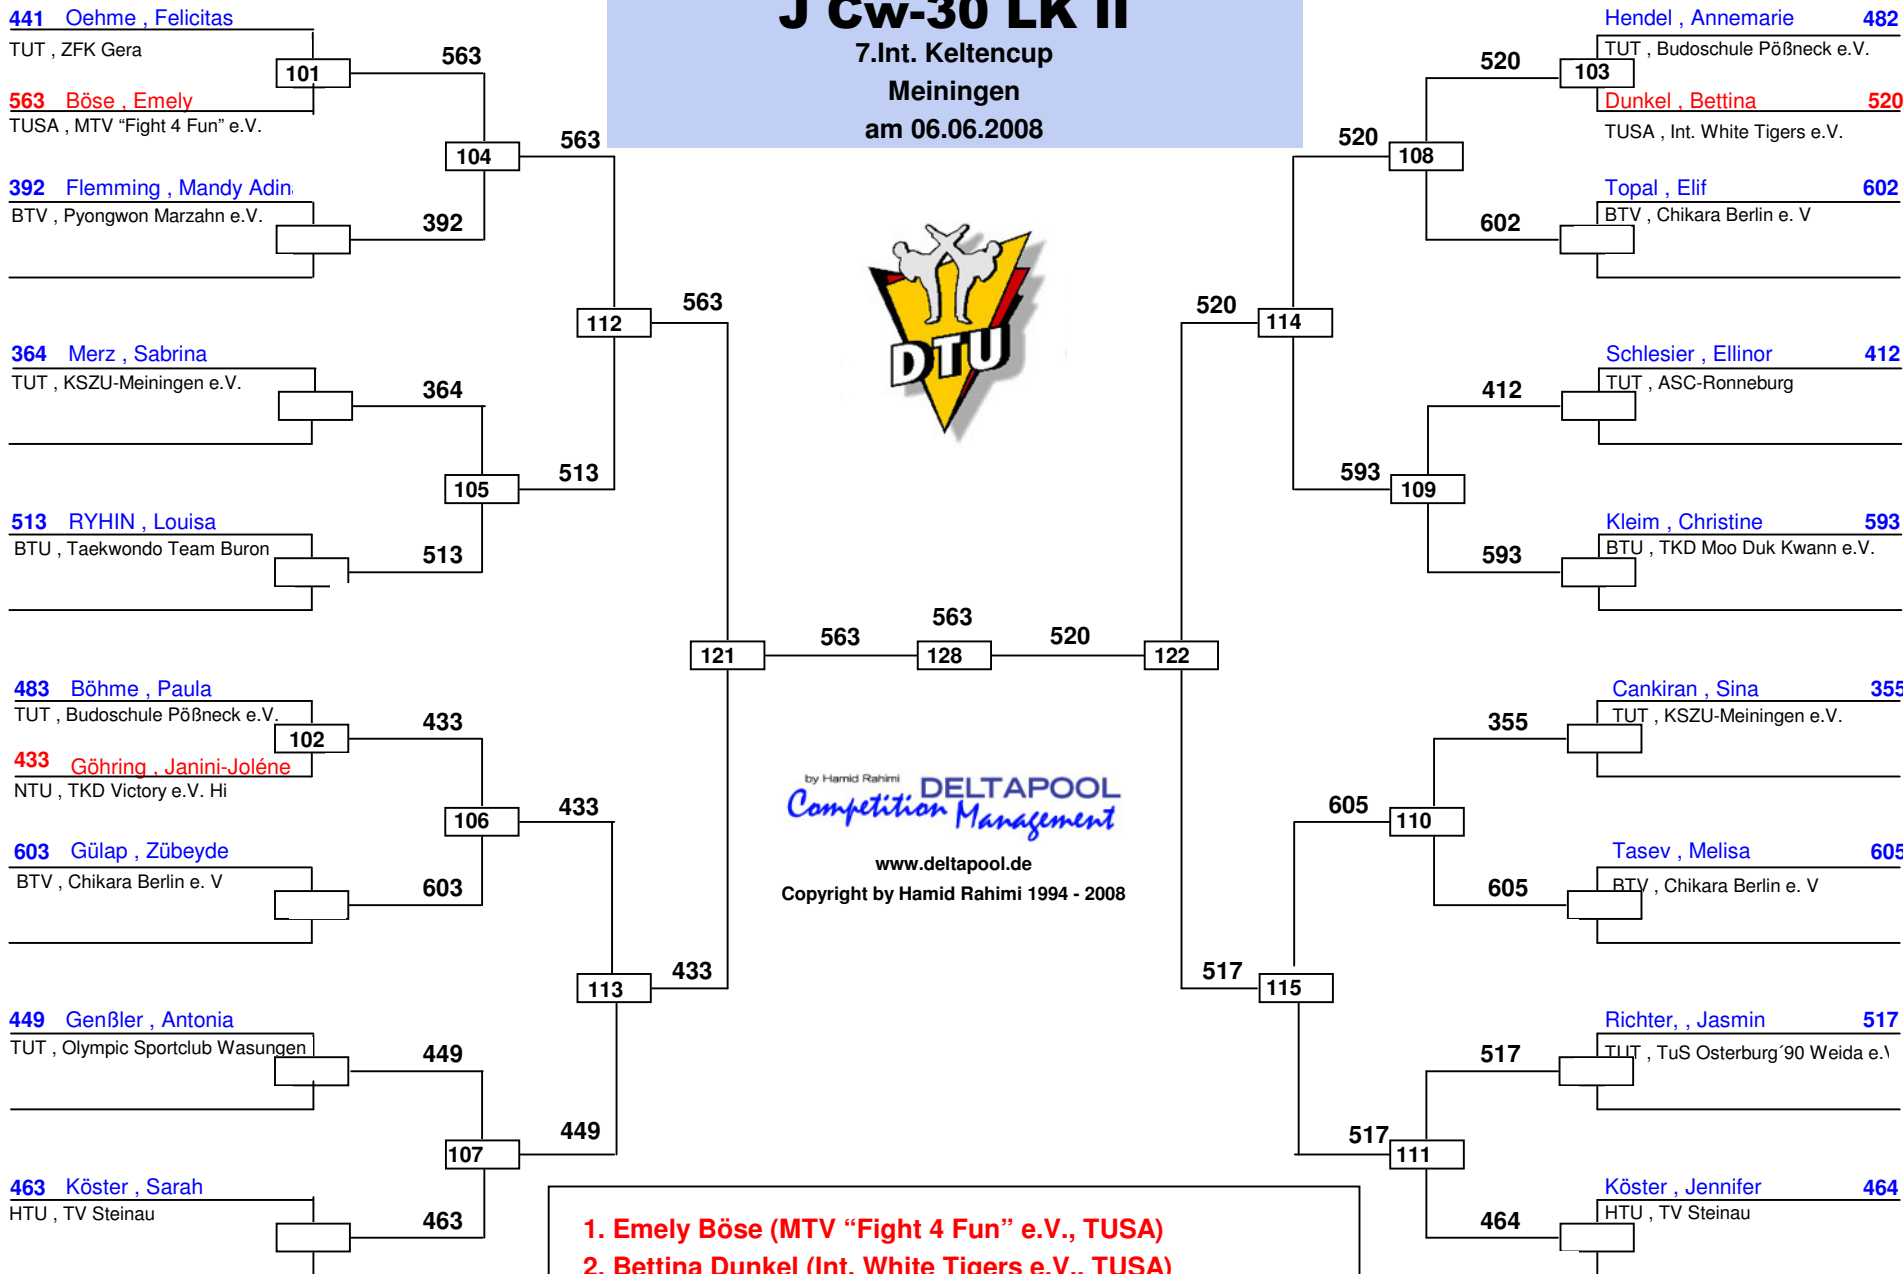 J Cw-30 LK II
7.Int. Keltencup
Meiningen
am 06.06.2008
441 Oehme , Felicitas
TUT , ZFK Gera
101
563
563 Böse , Emely
TUSA , MTV “Fight 4 Fun” e.V.
104
563
392 Flemming , Mandy Adin
BTV , Pyongwon Marzahn e.V.
392
112
563
364 Merz , Sabrina
TUT , KSZU-Meiningen e.V.
364
105
513
513 RYHIN , Louisa
BTU , Taekwondo Team Buron
513
121
563
563
128
520
122
483 Böhme , Paula
TUT , Budoschule Pößneck e.V.
102
433
433 Göhring , Janini-Joléne
NTU , TKD Victory e.V. Hi
106
433
603 Gülap , Zübeyde
BTV , Chikara Berlin e. V
603
113
433
449 Genßler , Antonia
TUT , Olympic Sportclub Wasungen
449
107
449
463 Köster , Sarah
HTU , TV Steinau
463
DTU
by Hamid Rahimi
DELTAPOOL
Competition Management
www.deltapool.de
Copyright by Hamid Rahimi 1994 - 2008
Hendel , Annemarie 482
TUT , Budoschule Pößneck e.V.
520
103
Dunkel , Bettina 520
TUSA , Int. White Tigers e.V.
520
108
Topal , Elif 602
BTV , Chikara Berlin e. V
602
520
114
Schlesier , Ellinor 412
TUT , ASC-Ronneburg
412
593
109
Kleim , Christine 593
BTU , TKD Moo Duk Kwann e.V.
593
Cankiran , Sina 355
TUT , KSZU-Meiningen e.V.
355
605
110
Tasev , Melisa 605
BTV , Chikara Berlin e. V
605
517
115
Richter, , Jasmin 517
TUT , TuS Osterburg´90 Weida e.V
517
517
111
Köster , Jennifer 464
HTU , TV Steinau
464
1. Emely Böse (MTV “Fight 4 Fun” e.V., TUSA)
2. Bettina Dunkel (Int. White Tigers e.V., TUSA)